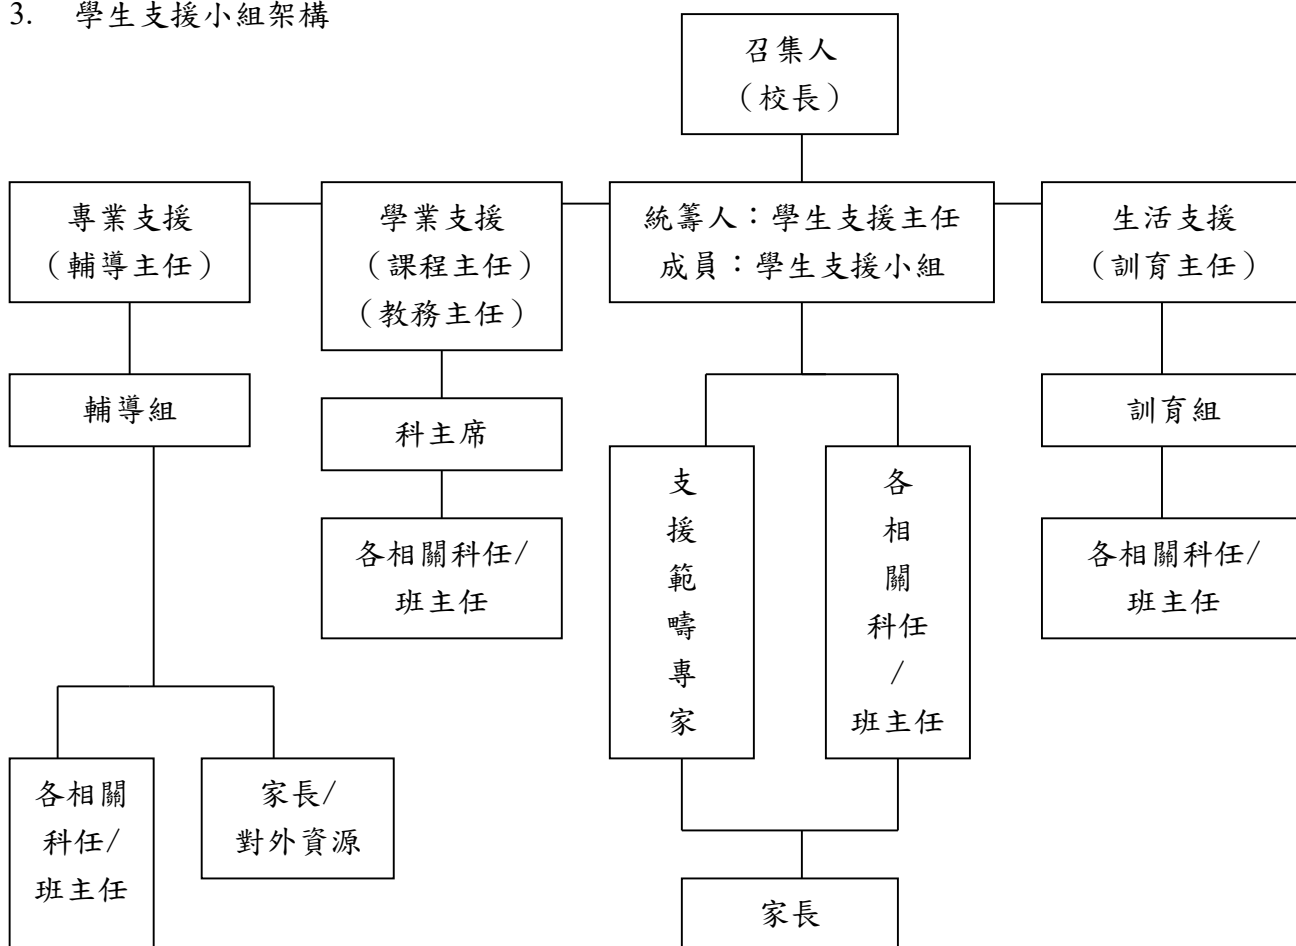 3. 學生支援小組架構
召集人
（校長）
專業支援
（輔導主任）
學業支援
（課程主任）
（教務主任）
統籌人：學生支援主任
成員：學生支援小組
生活支援
（訓育主任）
輔導組
科主席
訓育組
支
援
範
疇
專
家
各
相
關
科任
/
班主任
各相關科任/
班主任
各相關科任/
班主任
各相關
科任/
班主任
家長/
對外資源
家長